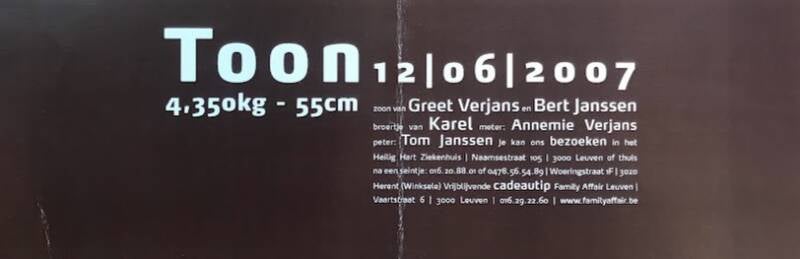 Toon 12|06|2007
4,350kg - 55cm zoon van Greet Verjans en Bert Janssen
broertje van Karel meter: Annemie Verjans
peter: Tom Janssen Je kan ons bezoeken in het
Heilig Hart Ziekenhuis | Naamsestraat 105 | 3000 Leuven of thuis
na een seintje: 016.20.88.01 of 0478.56.54.89 | Woeringstraat 1F | 3020
Herent (Winksele) Vrijblijvende cadeautip Family Affair Leuven |
Vaartstraat 6 | 3000 Leuven | 016.29.22.60 | www.familyaffair.be